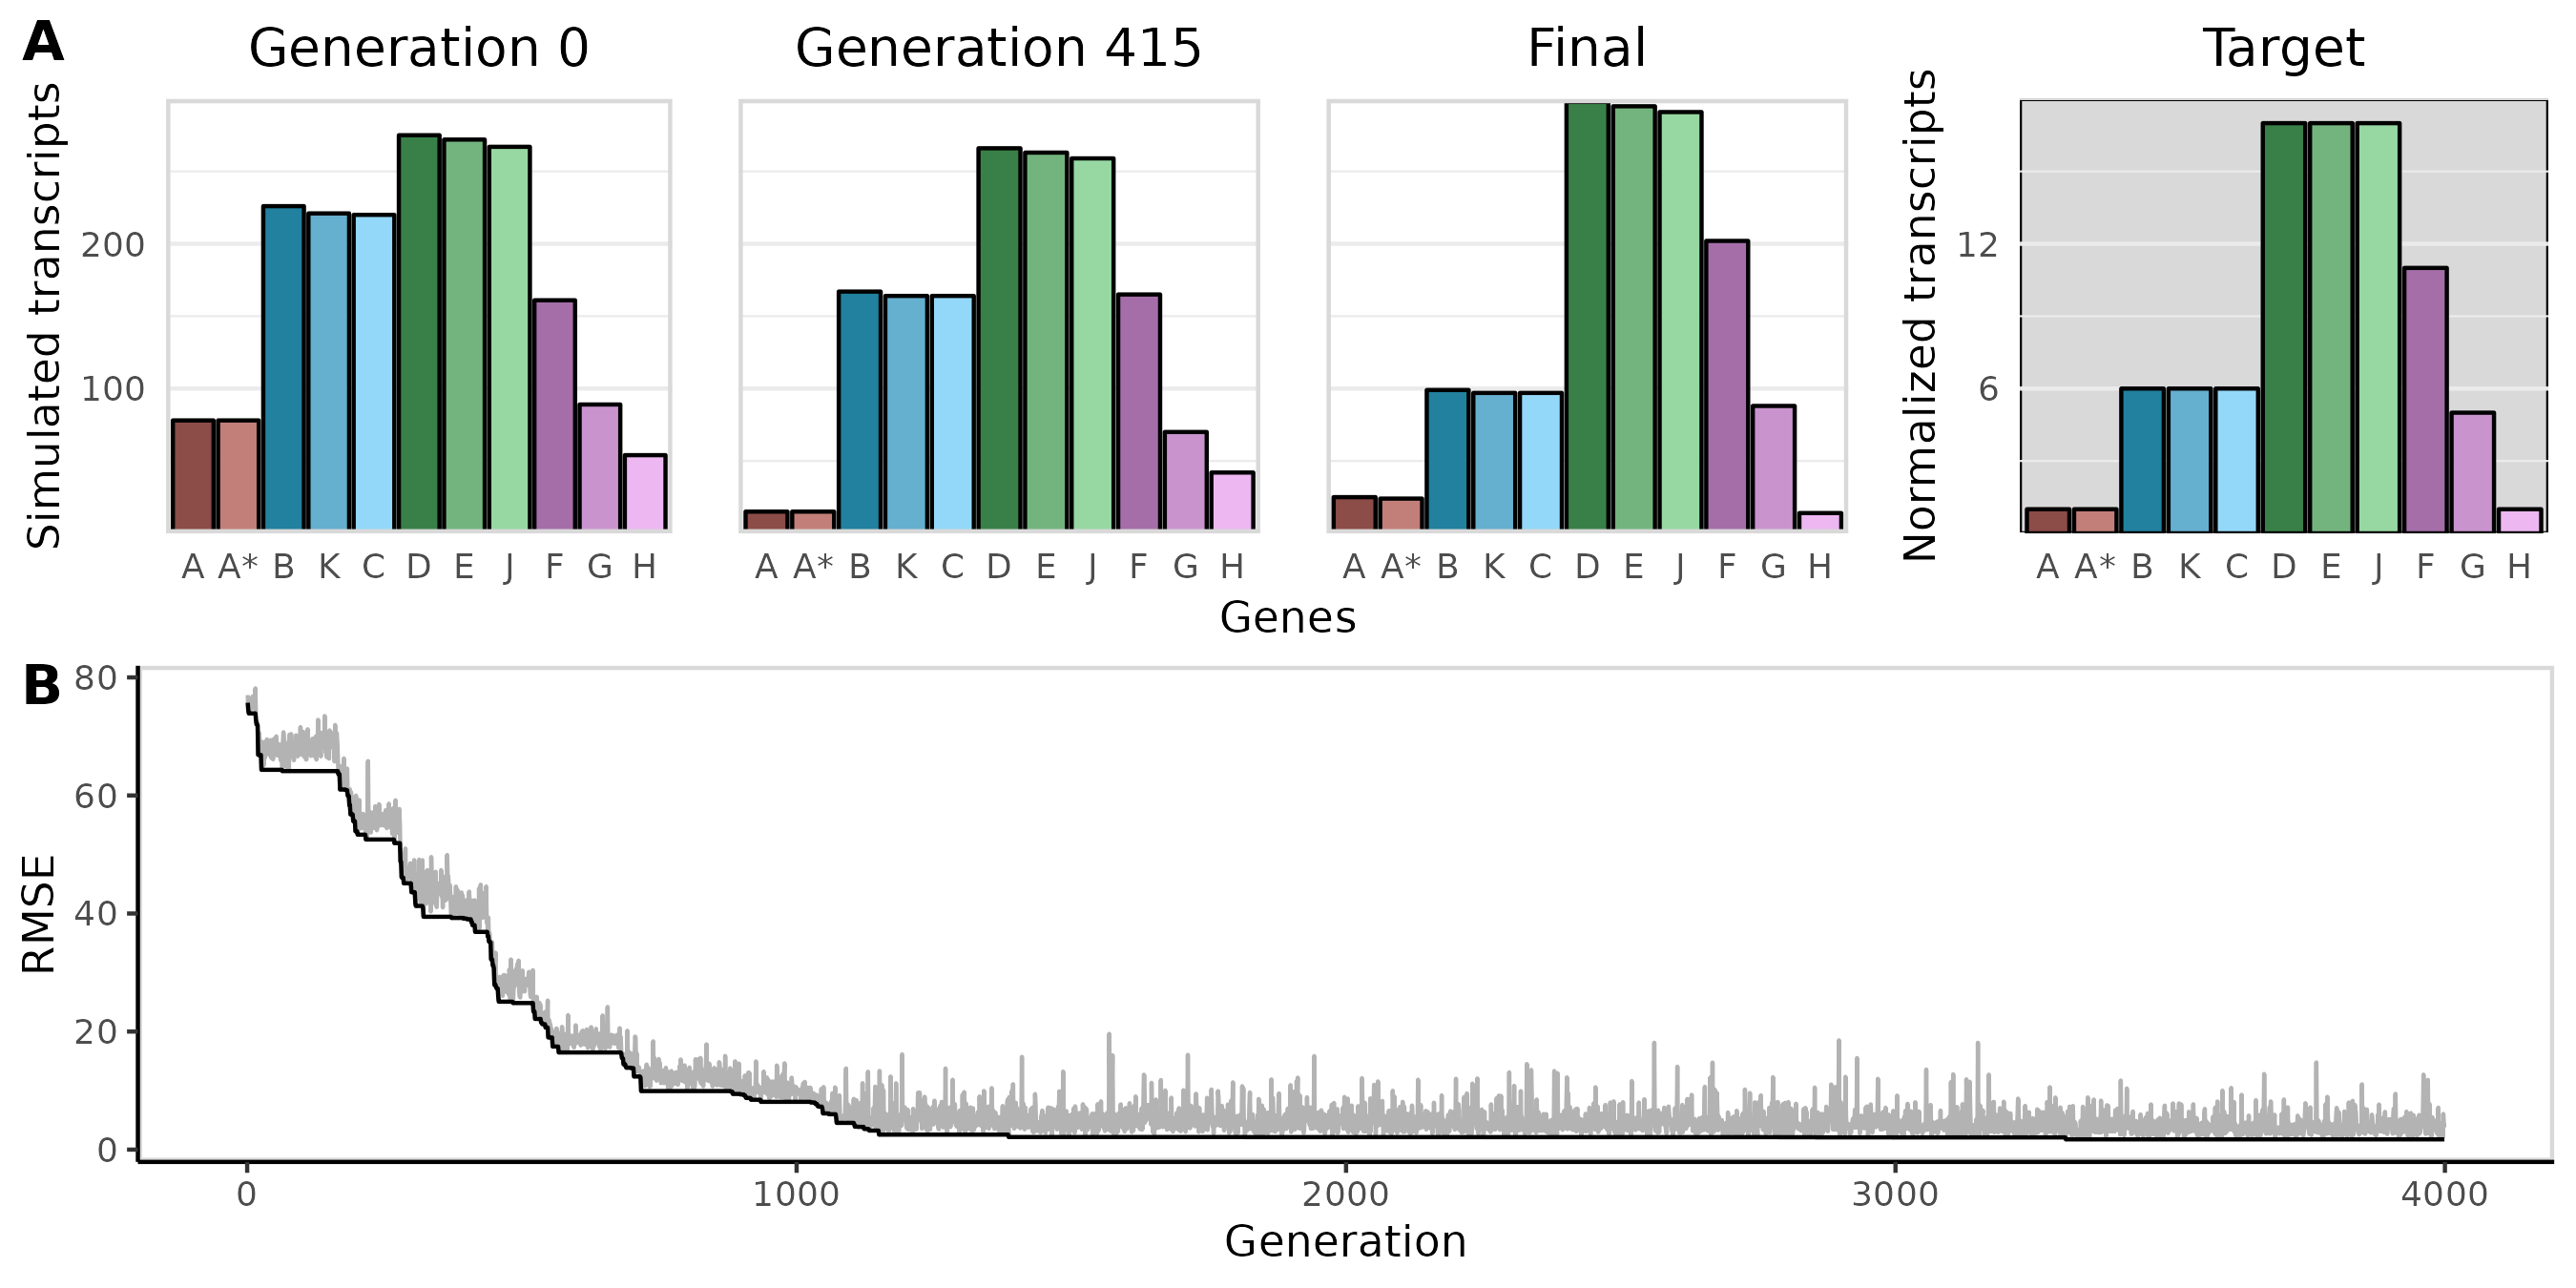 A
Generation 0 Generation 415 Final Target
Simulated transcripts
200
100
A A* B K C D E J F G H
A A* B K C D E J F G H
A A* B K C D E J F G H
Normalized transcripts
12
6
A A* B K C D E J F G H
Genes
B
RMSE
80
60
40
20
0
0 1000 2000 3000 4000
Generation